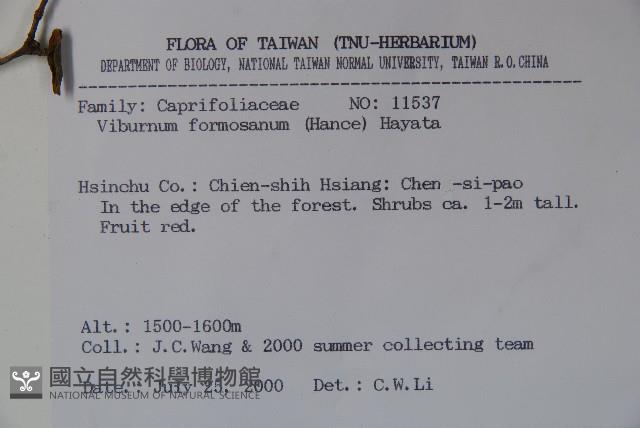 FLORA OF TAIWAN (TNU-HERBARIUM)
DEPARTMENT OF BIOLOGY, NATIONAL TAIWAN NORMAL UNIVERSITY, TAIWAN R.O.CHINA
Family: Caprifoliaceae NO: 11537
Viburnum formosanum (Hance) Hayata
Hsinchu Co.: Chien-shih Hsiang: Chen -si-pao
In the edge of the forest. Shrubs ca. 1-2m tall.
Fruit red.
Alt.: 1500-1600m
Coll.: J.C.Wang & 2000 summer collecting team
Date: July 25, 2000 Det.: C.W.Li
國立自然科學博物館
NATIONAL MUSEUM OF NATURAL SCIENCE